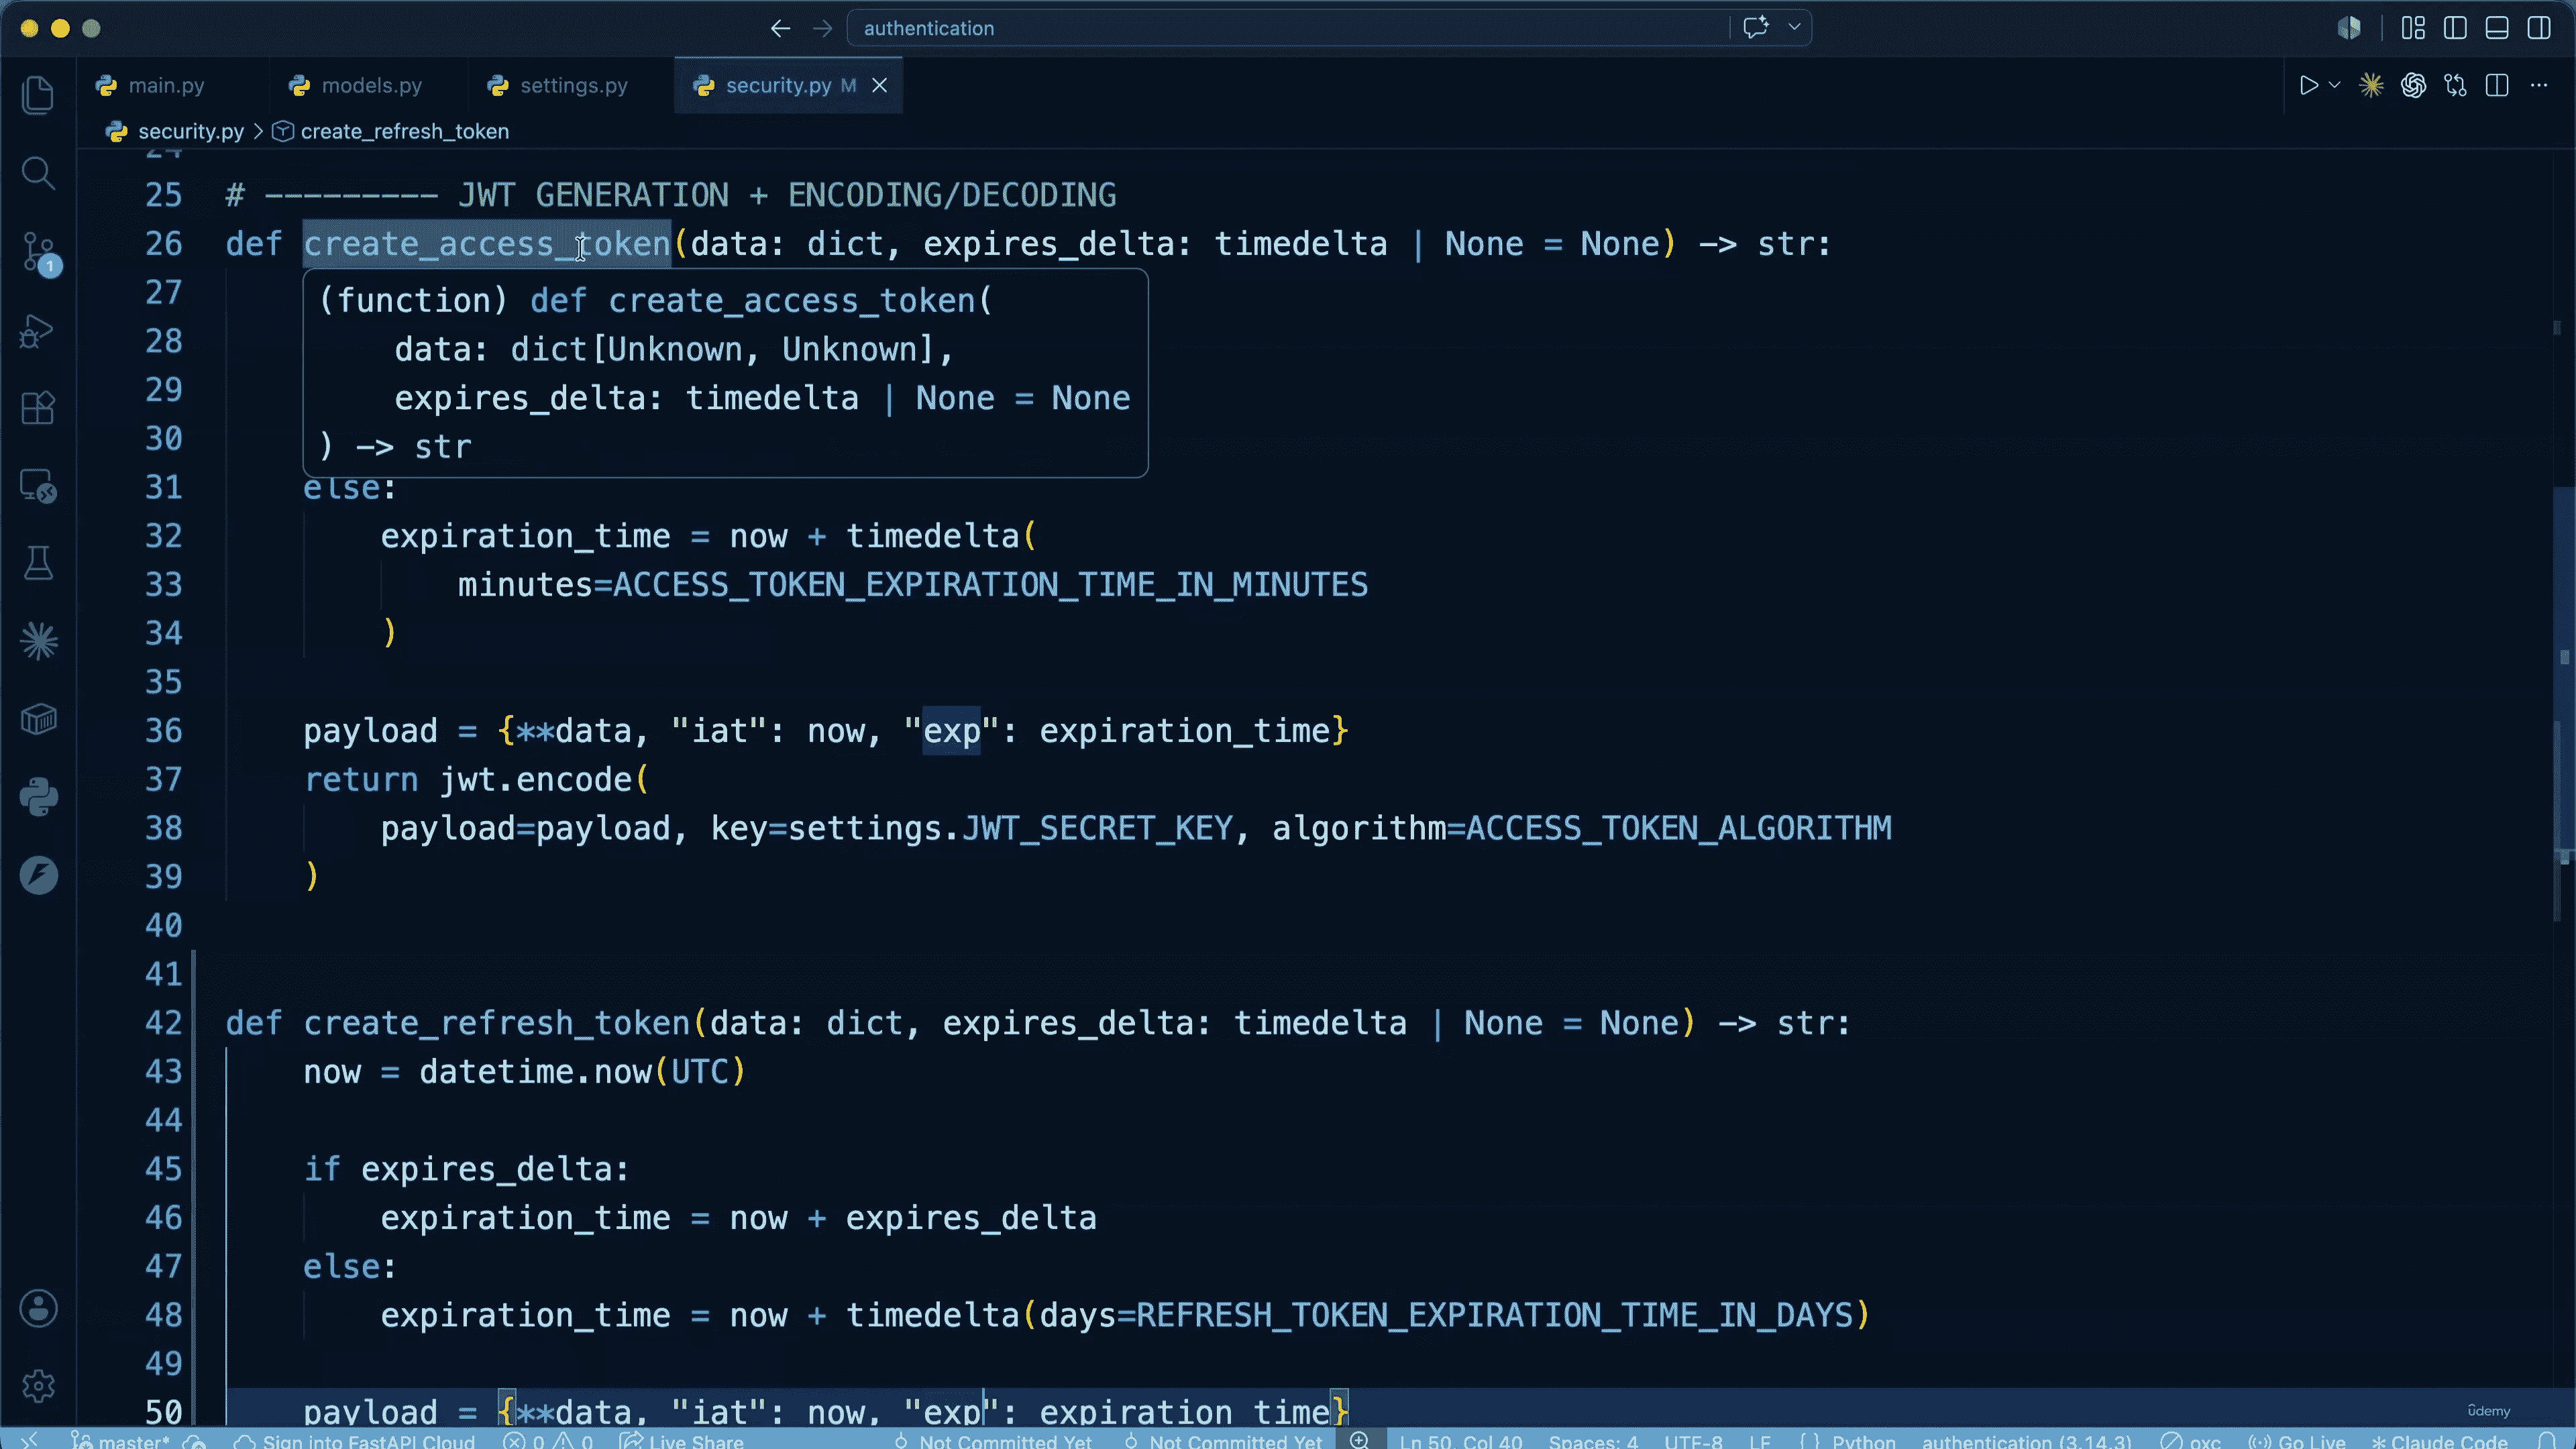 authentication
main.py
models.py
settings.py
security.py M
security.py > create_refresh_token
24
25 # --------- JWT GENERATION + ENCODING/DECODING
26 def create_access_token(data: dict, expires_delta: timedelta | None = None) -> str:
27 (function) def create_access_token(
28 data: dict[Unknown, Unknown],
29 expires_delta: timedelta | None = None
30 ) -> str
31 else:
32 expiration_time = now + timedelta(
33 minutes=ACCESS_TOKEN_EXPIRATION_TIME_IN_MINUTES
34 )
35
36 payload = {**data, "iat": now, "exp": expiration_time}
37 return jwt.encode(
38 payload=payload, key=settings.JWT_SECRET_KEY, algorithm=ACCESS_TOKEN_ALGORITHM
39 )
40
41
42 def create_refresh_token(data: dict, expires_delta: timedelta | None = None) -> str:
43 now = datetime.now(UTC)
44
45 if expires_delta:
46 expiration_time = now + expires_delta
47 else:
48 expiration_time = now + timedelta(days=REFRESH_TOKEN_EXPIRATION_TIME_IN_DAYS)
49
50 payload = {**data, "iat": now, "exp": expiration_time}
1
udemy
master* Sign into FastAPI Cloud 0 0 Live Share Not Committed Yet Not Committed Yet Ln 50, Col 40 Spaces: 4 UTF-8 LF { } Python authentication (3.14.3) oxc Go Live Claude Code